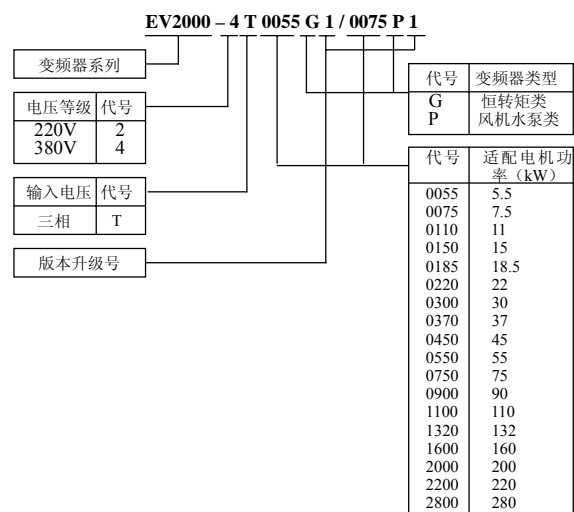 EV2000 – 4 T 0055 G 1 / 0075 P 1
变频器系列
电压等级 代号
220V 2
380V 4
输入电压 代号
三相 T
版本升级号
代号 变频器类型
G 恒转矩类
P 风机水泵类
代号 适配电机功
率（kW）
0055 5.5
0075 7.5
0110 11
0150 15
0185 18.5
0220 22
0300 30
0370 37
0450 45
0550 55
0750 75
0900 90
1100 110
1320 132
1600 160
2000 200
2200 220
2800 280